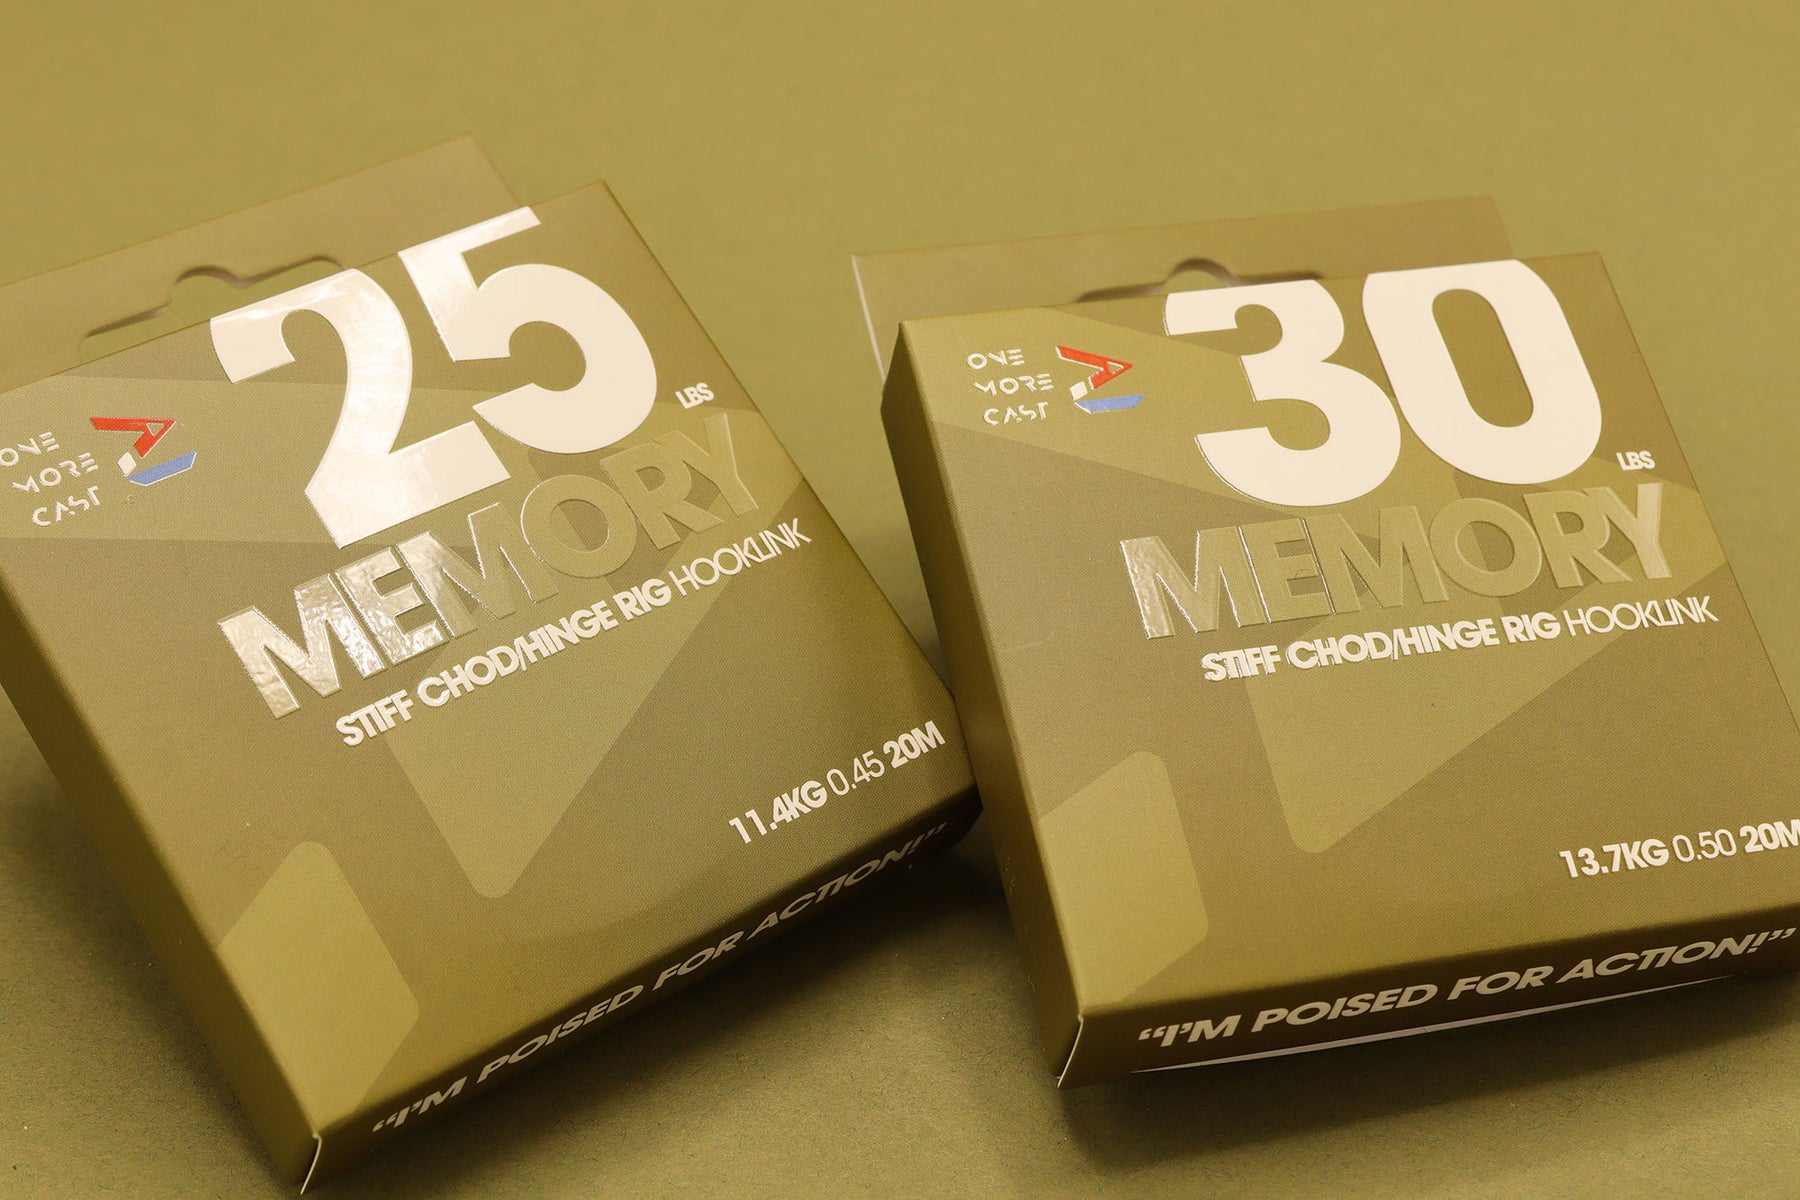 25
LBS
ONE
MORE
CAST
MEMORY
STIFF CHOD/HINGE RIG HOOKLINK
11.4KG 0.45 20M
“I’M POISED FOR ACTION!”
30
LBS
ONE
MORE
CAST
MEMORY
STIFF CHOD/HINGE RIG HOOKLINK
13.7KG 0.50 20M
“I’M POISED FOR ACTION!”